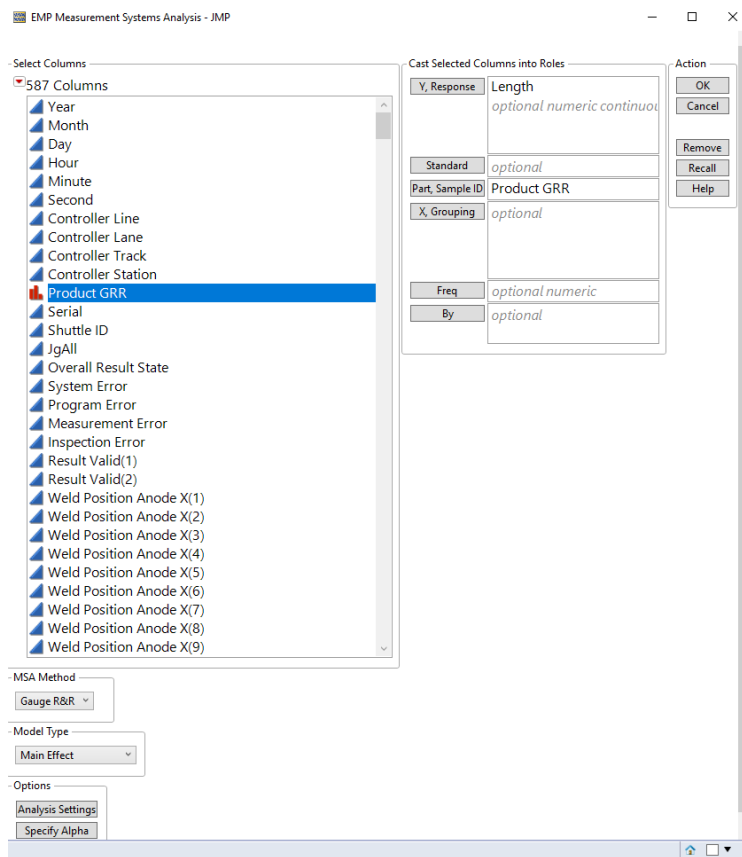 EMP Measurement Systems Analysis - JMP
Select Columns
587 Columns
Year
Month
Day
Hour
Minute
Second
Controller Line
Controller Lane
Controller Track
Controller Station
Product GRR
Serial
Shuttle ID
JgAll
Overall Result State
System Error
Program Error
Measurement Error
Inspection Error
Result Valid(1)
Result Valid(2)
Weld Position Anode X(1)
Weld Position Anode X(2)
Weld Position Anode X(3)
Weld Position Anode X(4)
Weld Position Anode X(5)
Weld Position Anode X(6)
Weld Position Anode X(7)
Weld Position Anode X(8)
Weld Position Anode X(9)
Cast Selected Columns into Roles
Y, Response Length
optional numeric continuou
Standard optional
Part, Sample ID Product GRR
X, Grouping optional
Freq optional numeric
By optional
Action
OK
Cancel
Remove
Recall
Help
MSA Method
Gauge R&R
Model Type
Main Effect
Options
Analysis Settings
Specify Alpha